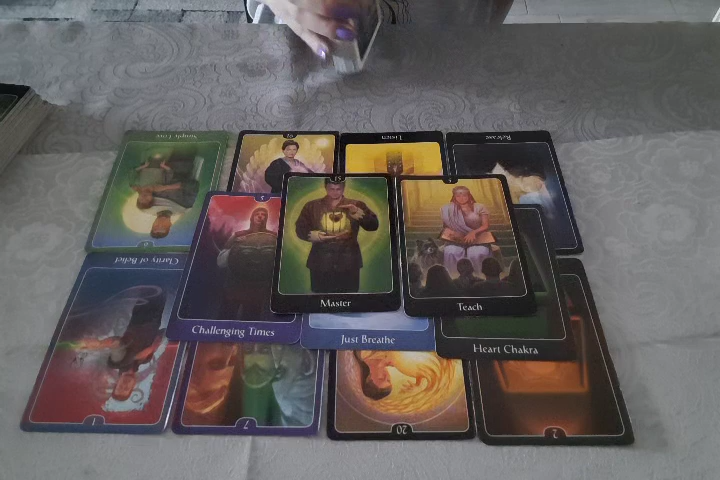 Simple Love
Listen
Release
Master
Teach
Challenging Times
Just Breathe
Heart Chakra
Clarity of Belief
1
7
20
2